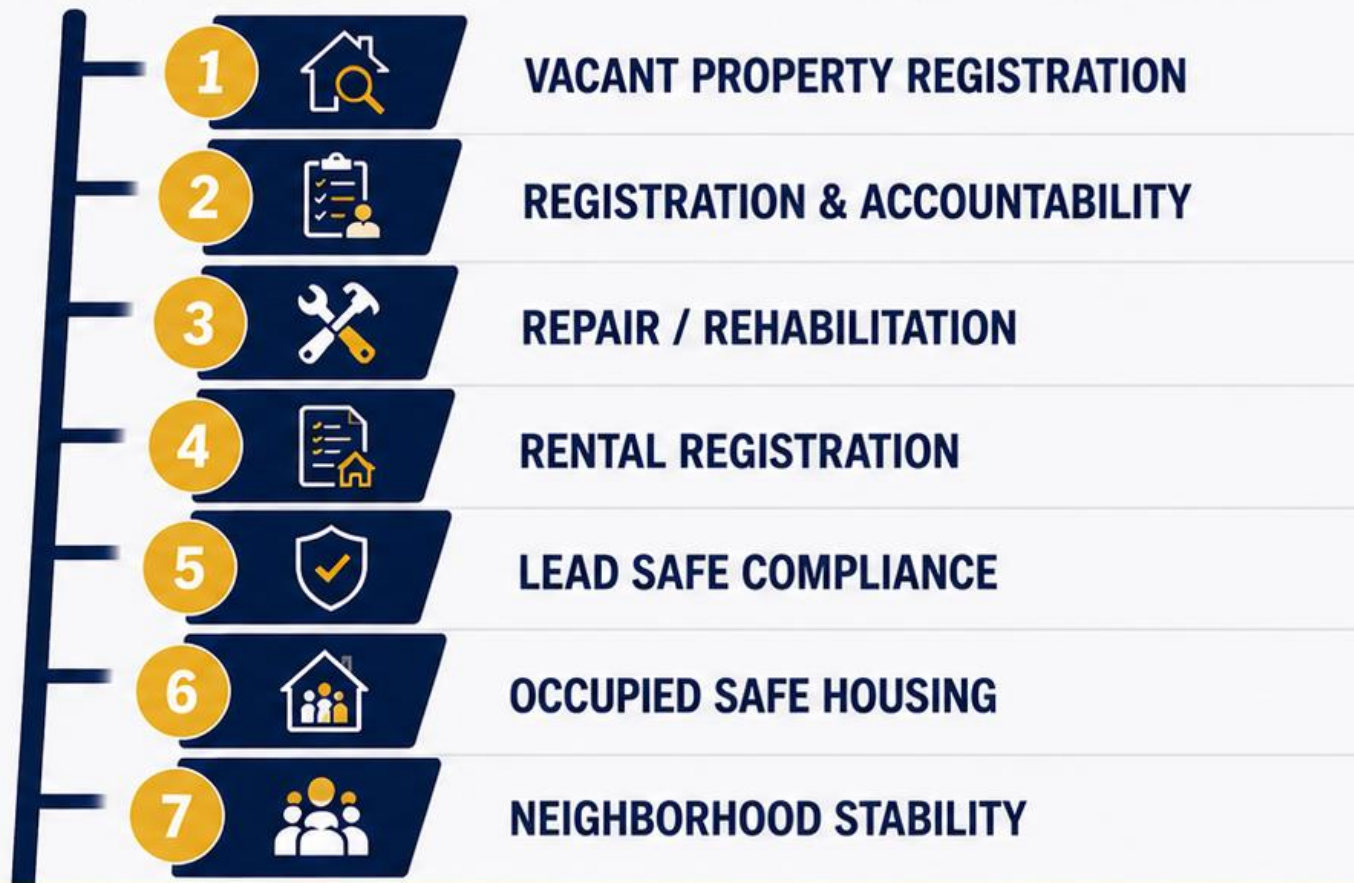 1 VACANT PROPERTY REGISTRATION
2 REGISTRATION & ACCOUNTABILITY
3 REPAIR / REHABILITATION
4 RENTAL REGISTRATION
5 LEAD SAFE COMPLIANCE
6 OCCUPIED SAFE HOUSING
7 NEIGHBORHOOD STABILITY